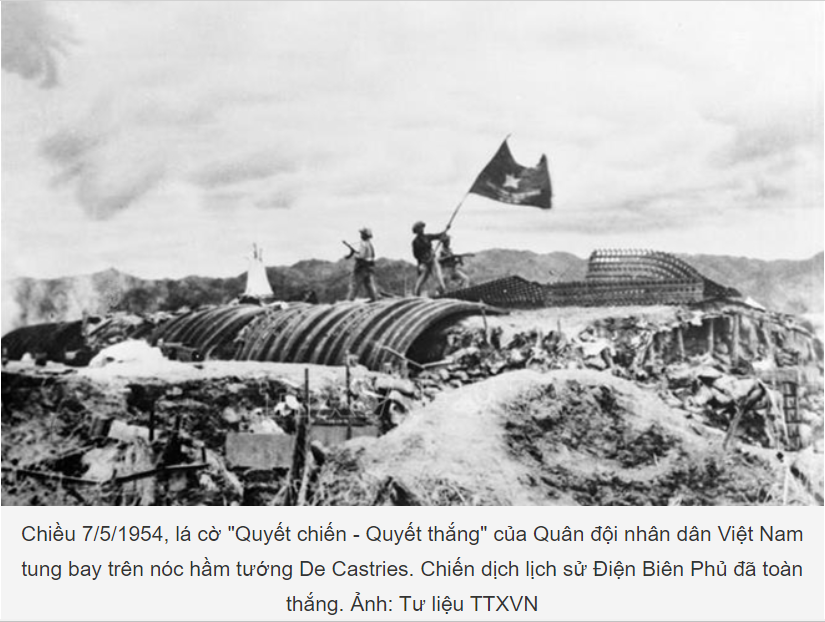 Chiều 7/5/1954, lá cờ "Quyết chiến - Quyết thắng" của Quân đội nhân dân Việt Nam
tung bay trên nóc hầm tướng De Castries. Chiến dịch lịch sử Điện Biên Phủ đã toàn
thắng. Ảnh: Tư liệu TTXVN